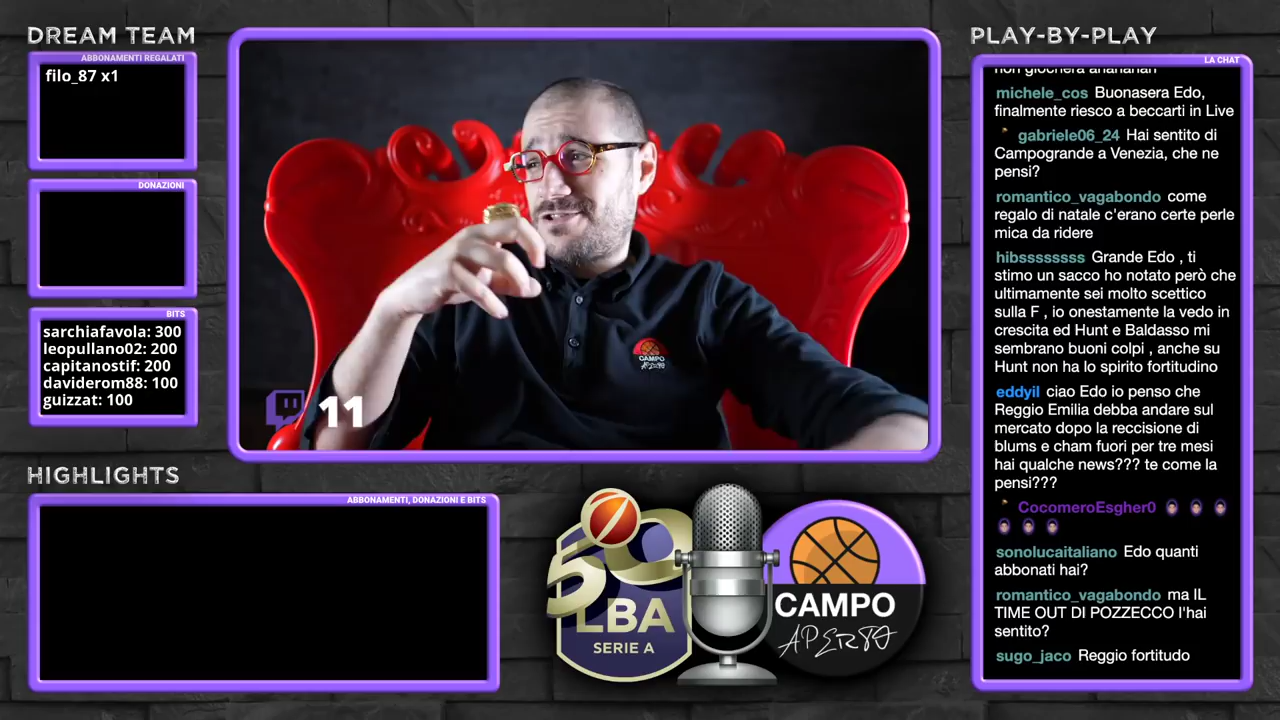 DREAM TEAM
ABBONAMENTI REGALATI
filo_87 x1
DONAZIONI
BITS
sarchiafavola: 300
leopullano02: 200
capitanostif: 200
daviderom88: 100
guizzat: 100
HIGHLIGHTS
ABBONAMENTI, DONAZIONI E BITS
CAMPO
APERTO
11
50
LBA
SERIE A
CAMPO
APERTO
PLAY-BY-PLAY
LA CHAT
michele_cos Buonasera Edo,
finalmente riesco a beccarti in Live
gabriele06_24 Hai sentito di
Campogrande a Venezia, che ne
pensi?
romantico_vagabondo come
regalo di natale c'erano certe perle
mica da ridere
hibssssssss Grande Edo , ti
stimo un sacco ho notato però che
ultimamente sei molto scettico
sulla F , io onestamente la vedo in
crescita ed Hunt e Baldasso mi
sembrano buoni colpi , anche su
Hunt non ha lo spirito fortitudino
eddyil ciao Edo io penso che
Reggio Emilia debba andare sul
mercato dopo la reccisione di
blums e cham fuori per tre mesi
hai qualche news??? te come la
pensi???
CocomeroEsgher0
sonolucaitaliano Edo quanti
abbonati hai?
romantico_vagabondo ma IL
TIME OUT DI POZZECCO l'hai
sentito?
sugo_jaco Reggio fortitudo